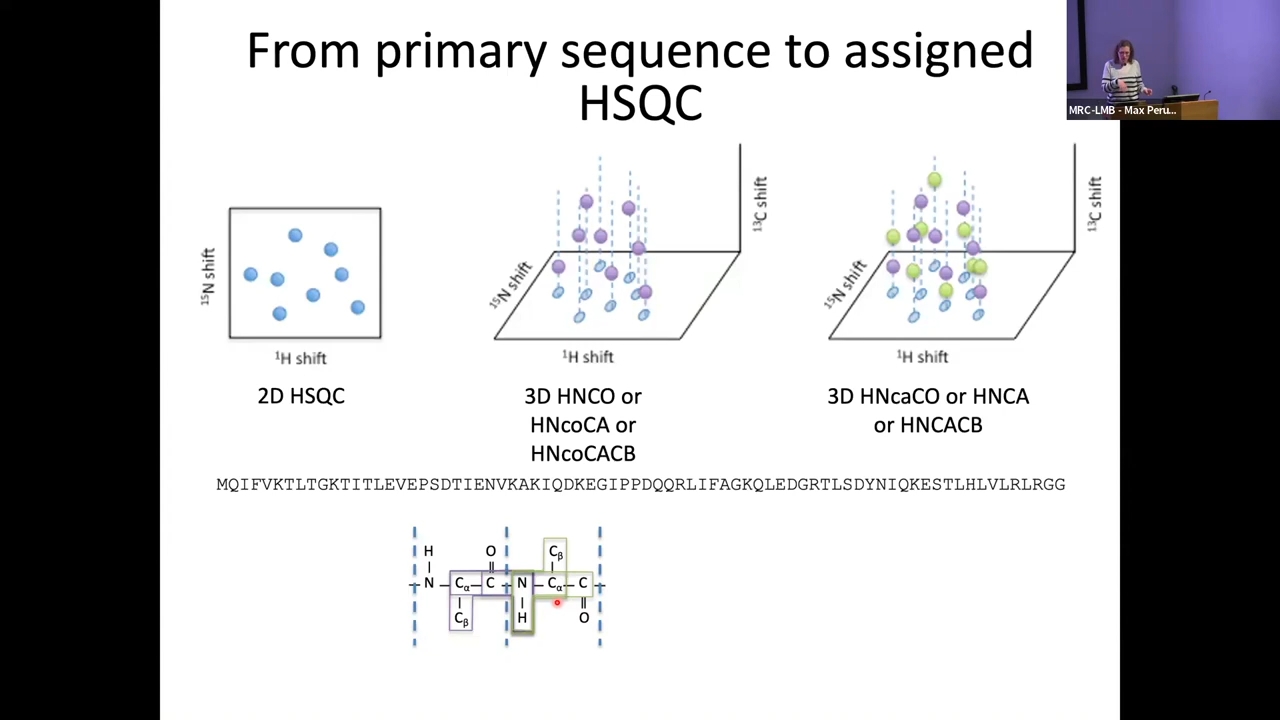 From primary sequence to assigned
HSQC
MRC-LMB - Max Peru...
¹⁵N shift
¹H shift
2D HSQC
¹³C shift
¹⁵N shift
¹H shift
3D HNCO or
HNcoCA or
HNcoCACB
¹³C shift
¹⁵N shift
¹H shift
3D HNcaCO or HNCA
or HNCACB
MQIFVKTLTGKTITLEVEPSDTIENVKAKIQDKEGIPPDQQRLIFAGKQLEDGRTLSDYNIQKESTLHLVLRLRGG
H O Cβ
N Cα C N Cα C
Cβ H O